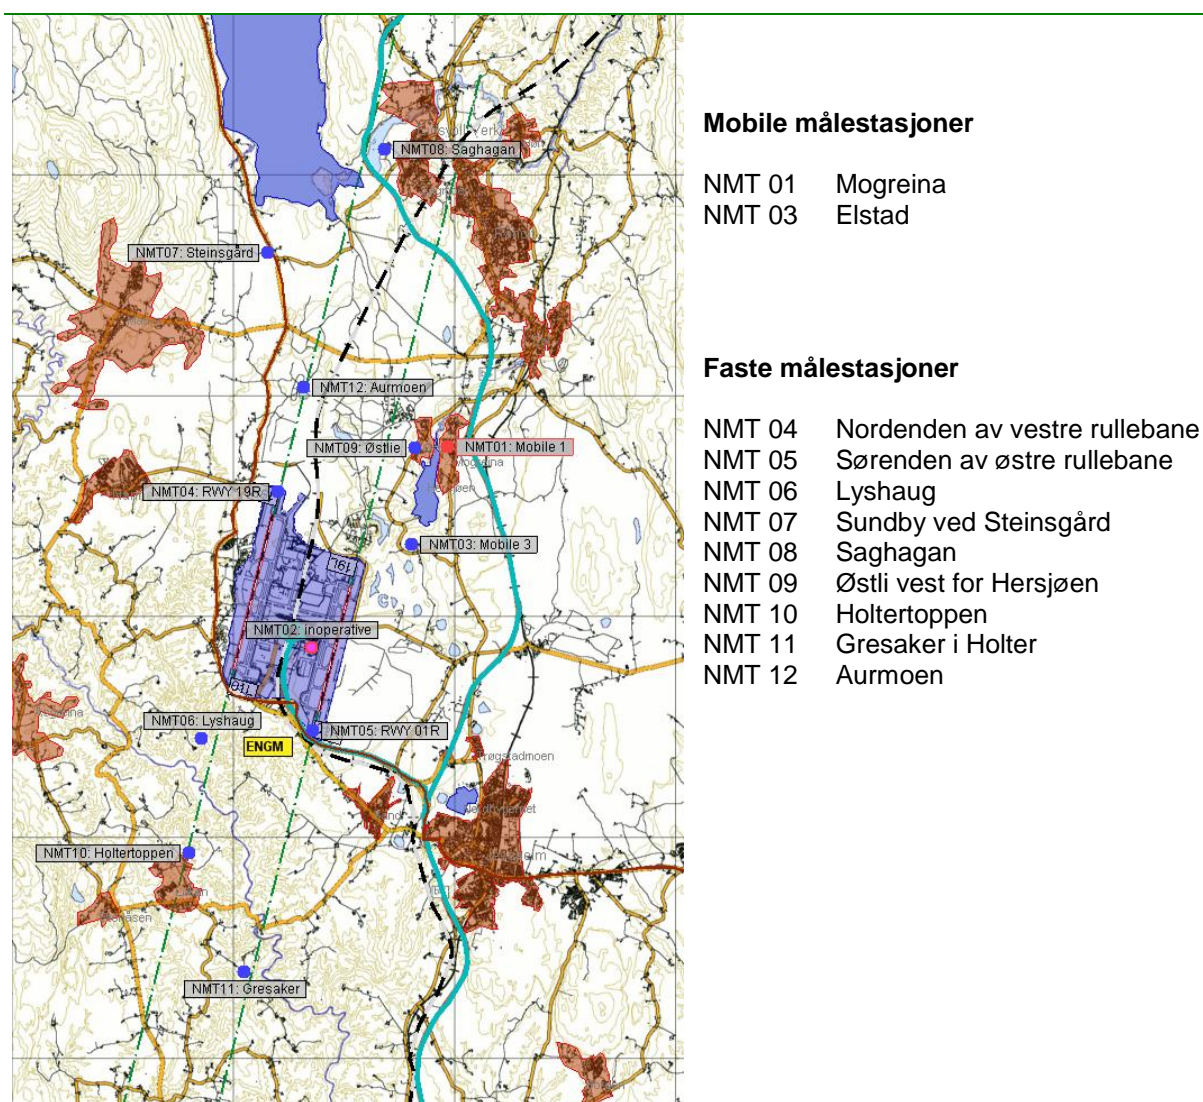 NMT08: Saghagan
NMT07: Steinsgård
NMT12: Aurmoen
NMT09: Østlie
NMT01: Mobile 1
Mogreina
NMT04: RWY 19R
NMT03: Mobile 3
19L
NMT02: inoperative
01L
NMT06: Lyshaug
NMT05: RWY 01R
ENGM
NMT10: Holtertoppen
NMT11: Gresaker
Mobile målestasjoner
NMT 01 Mogreina
NMT 03 Elstad
Faste målestasjoner
NMT 04 Nordenden av vestre rullebane
NMT 05 Sørenden av østre rullebane
NMT 06 Lyshaug
NMT 07 Sundby ved Steinsgård
NMT 08 Saghagan
NMT 09 Østli vest for Hersjøen
NMT 10 Holtertoppen
NMT 11 Gresaker i Holter
NMT 12 Aurmoen